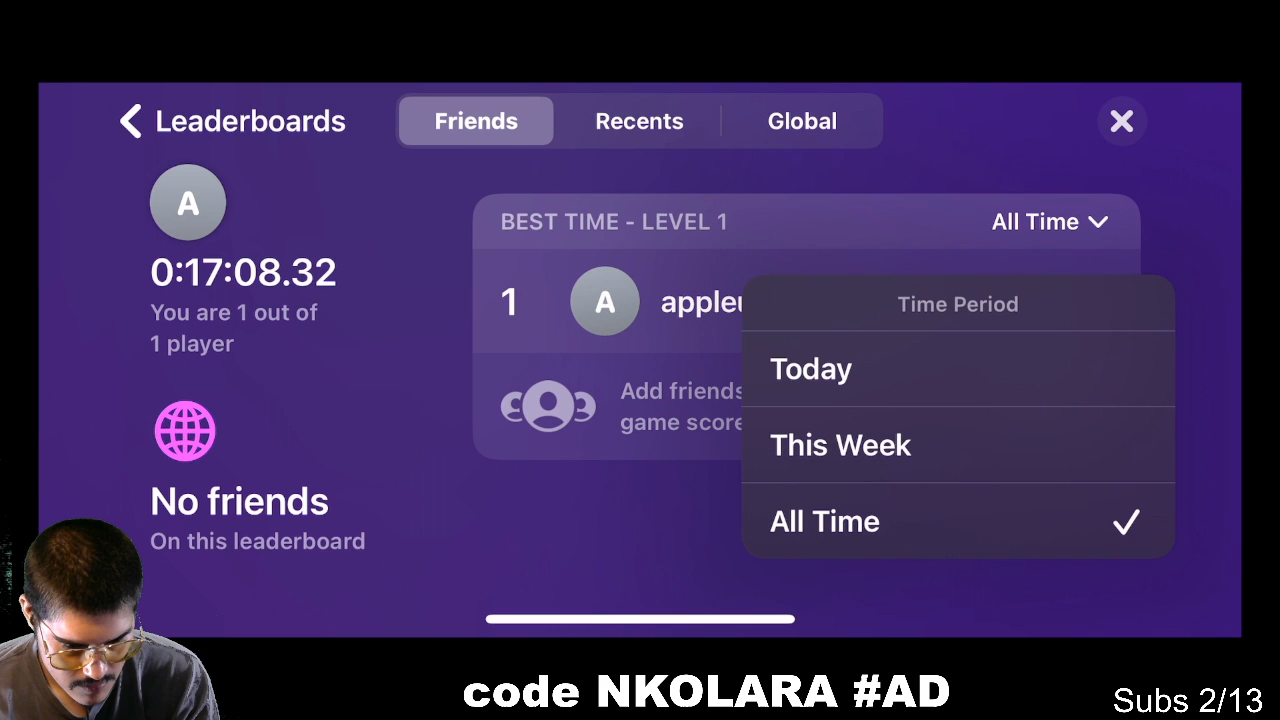 Leaderboards
Friends
Recents
Global
A
0:17:08.32
You are 1 out of
1 player
No friends
On this leaderboard
BEST TIME - LEVEL 1
All Time
1
A
Add friends
game score
Time Period
Today
This Week
All Time
code NKOLARA #AD
Subs 2/13